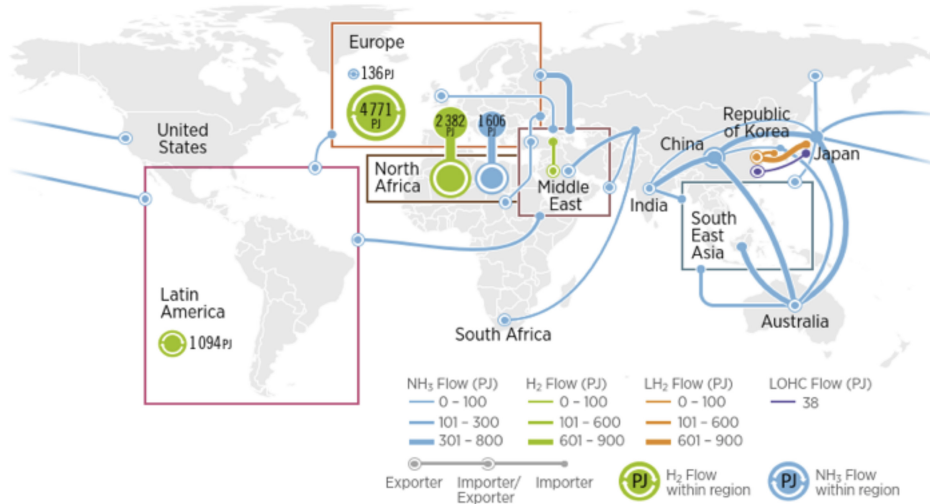 Europe
136 PJ
4 771
PJ
2 382
PJ
1 606
PJ
United
States
North
Africa
Middle
East
Republic
of Korea
China
Japan
India
South
East
Asia
Latin
America
1 094 PJ
South Africa
Australia
NH₃ Flow (PJ)
0 – 100
101 – 300
301 – 800
H₂ Flow (PJ)
0 – 100
101 – 600
601 – 900
LH₂ Flow (PJ)
0 – 100
101 – 600
601 – 900
LOHC Flow (PJ)
38
Exporter
Importer/
Exporter
Importer
PJ
H₂ Flow
within region
PJ
NH₃ Flow
within region